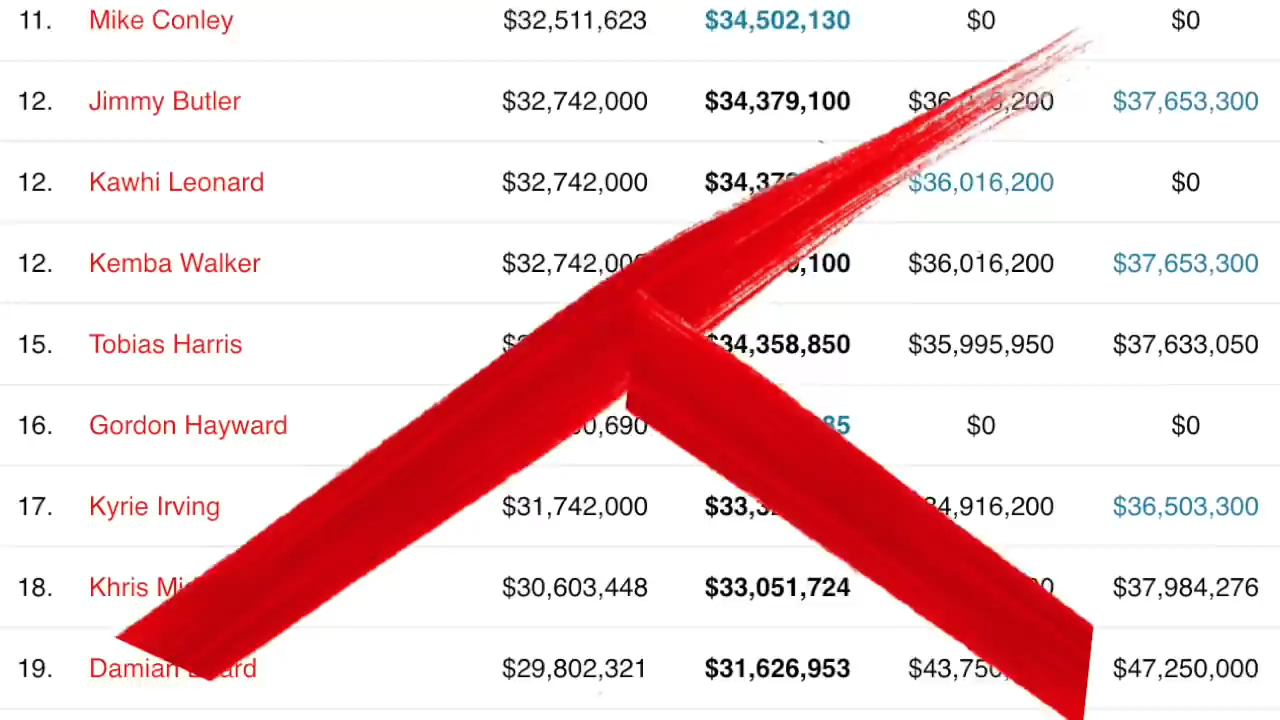 11. Mike Conley $32,511,623 $34,502,130 $0 $0
12. Jimmy Butler $32,742,000 $34,379,100 $37,653,300
12. Kawhi Leonard $32,742,000 $36,016,200 $0
12. Kemba Walker $36,016,200 $37,653,300
15. Tobias Harris $34,358,850 $35,995,950 $37,633,050
16. Gordon Hayward $0 $0
17. Kyrie Irving $31,742,000 $36,503,300
18. Khris $30,603,448 $33,051,724 $37,984,276
19. Damian $29,802,321 $31,626,953 $47,250,000